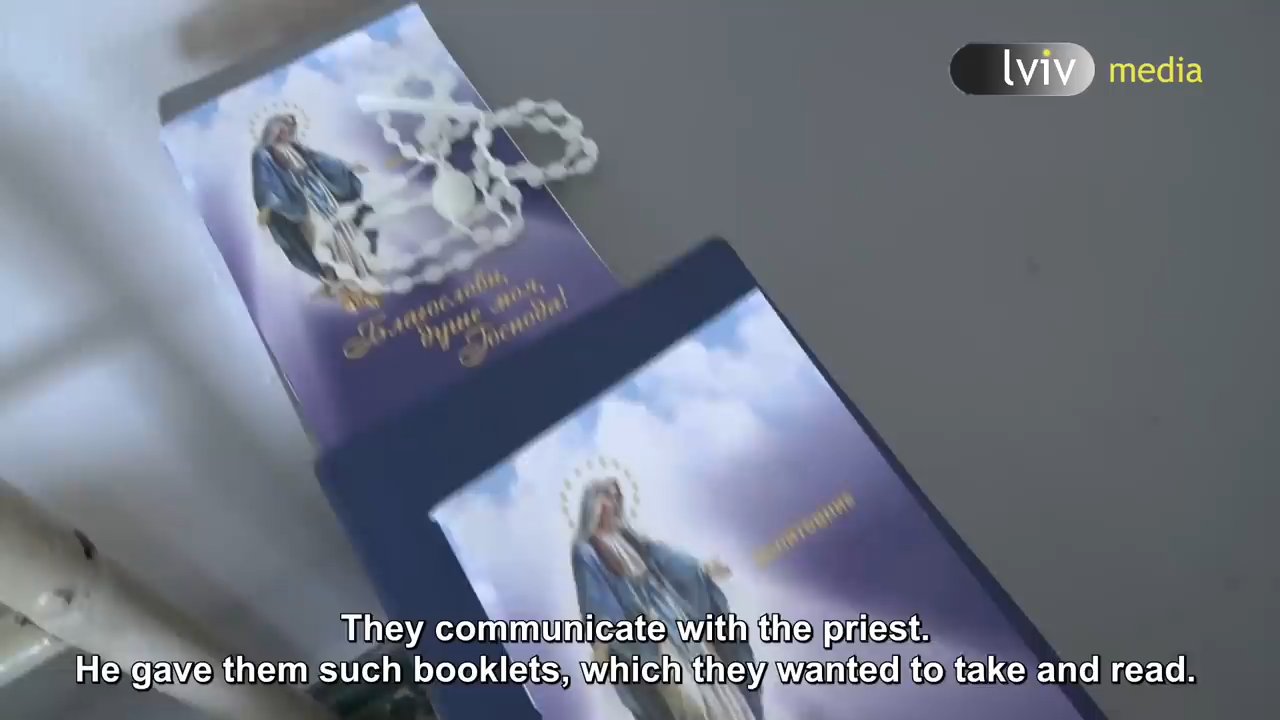 lviv media
Благослови,
душе моя,
Господа!
Молитовник
They communicate with the priest.
He gave them such booklets, which they wanted to take and read.